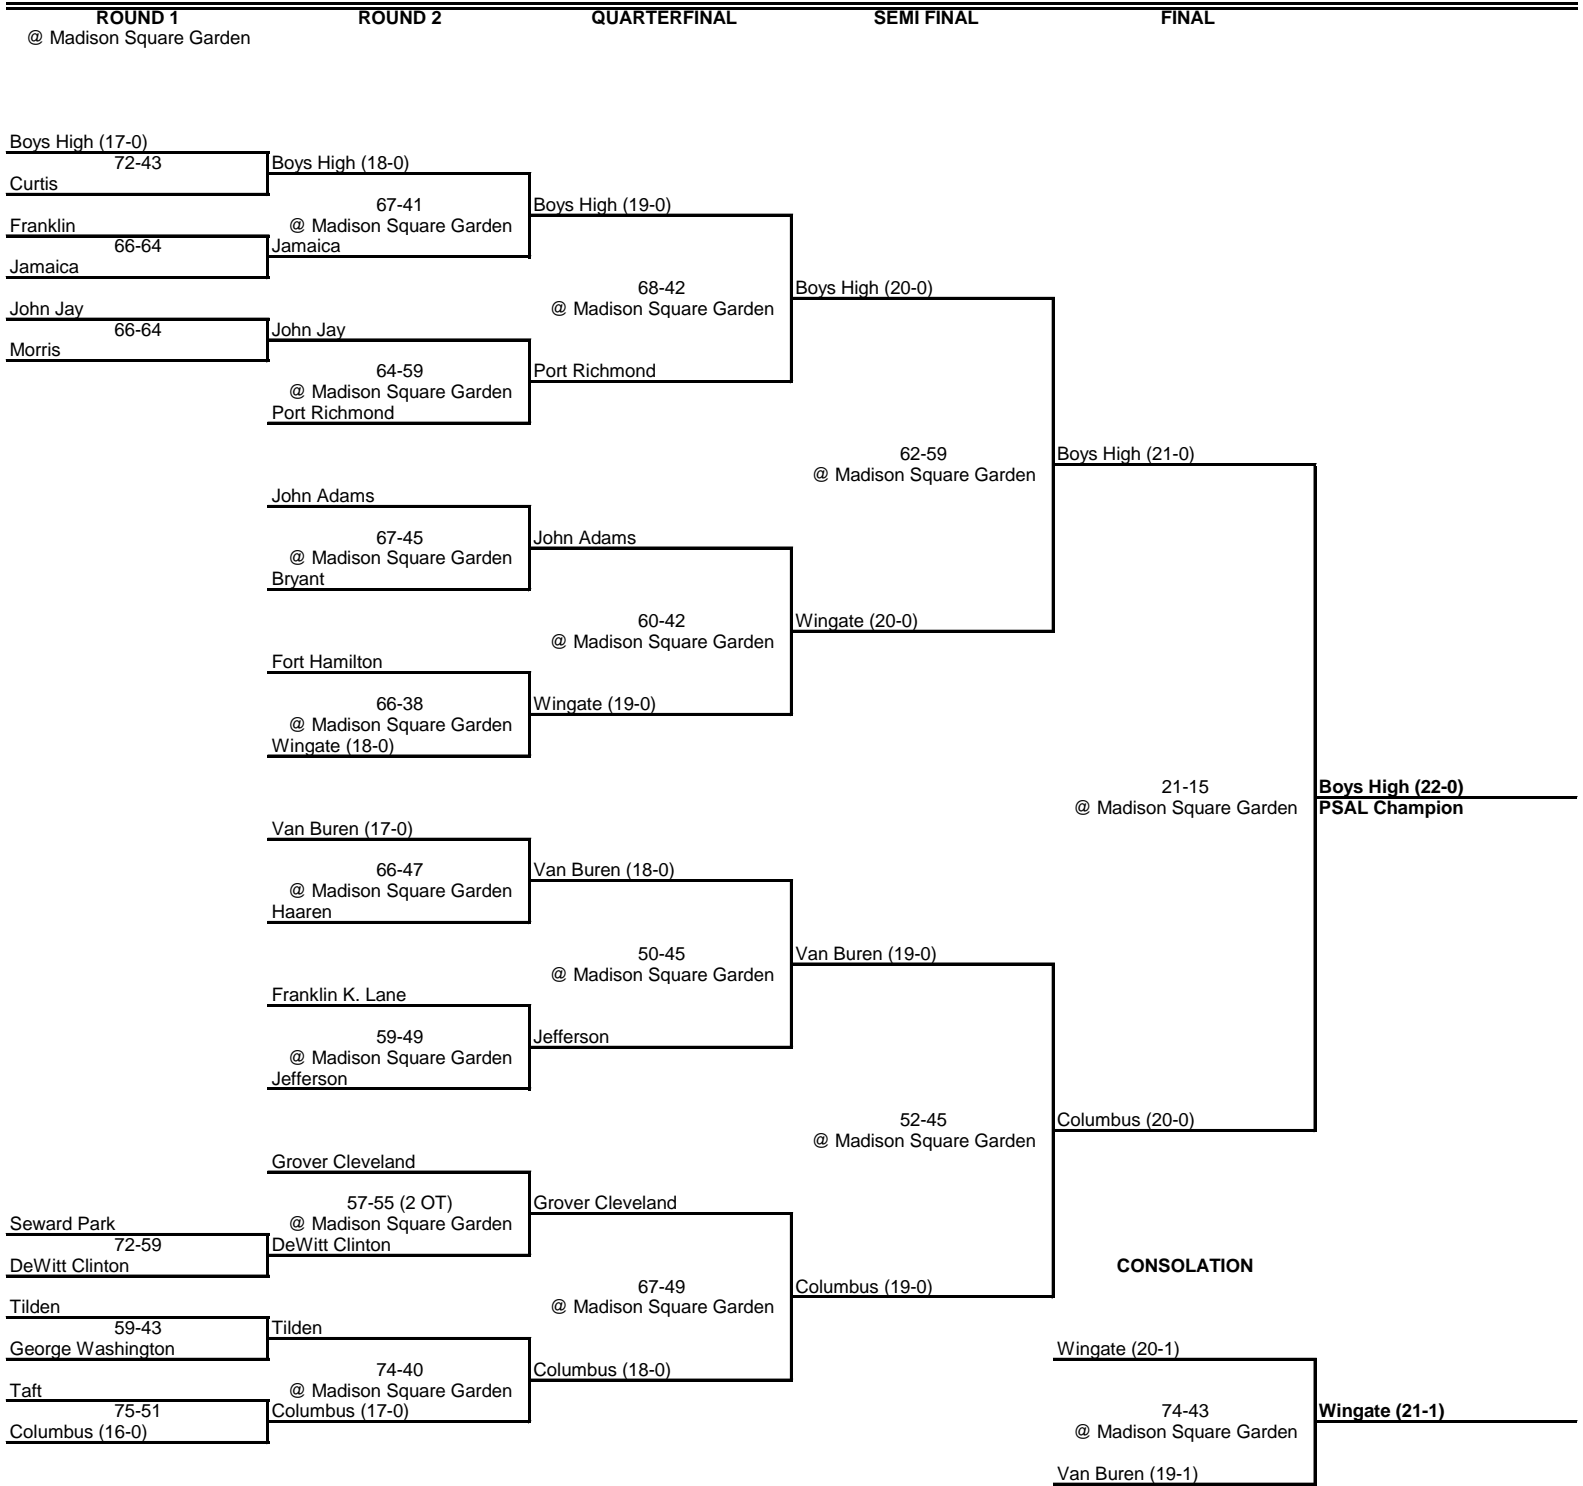 ROUND 1 ROUND 2 QUARTERFINAL SEMI FINAL FINAL
@ Madison Square Garden
Boys High (17-0)
72-43 Boys High (18-0)
Curtis
67-41 Boys High (19-0)
Franklin @ Madison Square Garden
66-64 Jamaica
Jamaica
68-42 Boys High (20-0)
John Jay @ Madison Square Garden
66-64 John Jay
Morris
64-59 Port Richmond
@ Madison Square Garden
Port Richmond
62-59 Boys High (21-0)
@ Madison Square Garden
John Adams
67-45 John Adams
@ Madison Square Garden
Bryant
60-42 Wingate (20-0)
@ Madison Square Garden
Fort Hamilton
66-38 Wingate (19-0)
@ Madison Square Garden
Wingate (18-0)
21-15 Boys High (22-0)
@ Madison Square Garden PSAL Champion
Van Buren (17-0)
66-47 Van Buren (18-0)
@ Madison Square Garden
Haaren
50-45 Van Buren (19-0)
@ Madison Square Garden
Franklin K. Lane
59-49 Jefferson
@ Madison Square Garden
Jefferson
52-45 Columbus (20-0)
@ Madison Square Garden
Grover Cleveland
57-55 (2 OT) Grover Cleveland
Seward Park @ Madison Square Garden
72-59 DeWitt Clinton
DeWitt Clinton CONSOLATION
67-49 Columbus (19-0)
Tilden @ Madison Square Garden
59-43 Tilden
George Washington Wingate (20-1)
74-40 Columbus (18-0)
Taft @ Madison Square Garden
75-51 Columbus (17-0) 74-43 Wingate (21-1)
Columbus (16-0) @ Madison Square Garden
Van Buren (19-1)